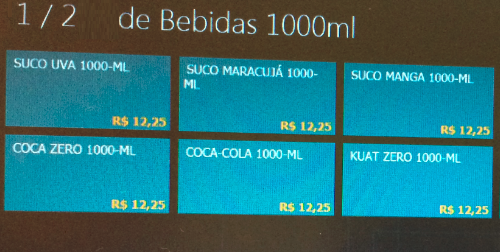 1 / 2 de Bebidas 1000ml
SUCO UVA 1000-ML
R$ 12,25
SUCO MARACUJÁ 1000-
ML
R$ 12,25
SUCO MANGA 1000-ML
R$ 12,25
COCA ZERO 1000-ML
R$ 12,25
COCA-COLA 1000-ML
R$ 12,25
KUAT ZERO 1000-ML
R$ 12,25